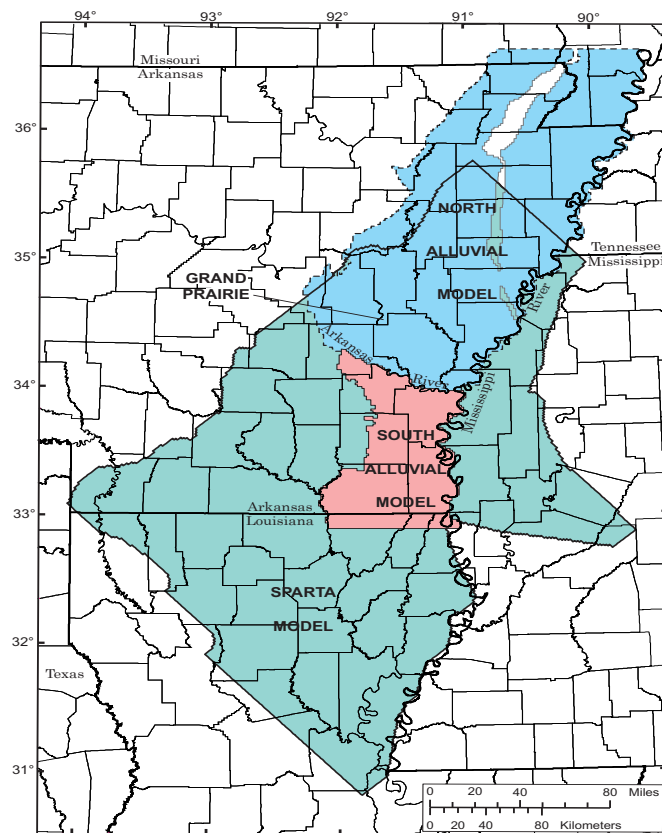 94°
93°
92°
91°
90°
Missouri
Arkansas
36°
NORTH
35°
ALLUVIAL
Tennessee
Mississippi
GRAND
PRAIRIE
MODEL
River
Arkansas
River
34°
Mississippi
SOUTH
ALLUVIAL
MODEL
Arkansas
33°
Louisiana
SPARTA
MODEL
32°
Texas
31°
0 20 40 80 Miles
0 20 40 80 Kilometers